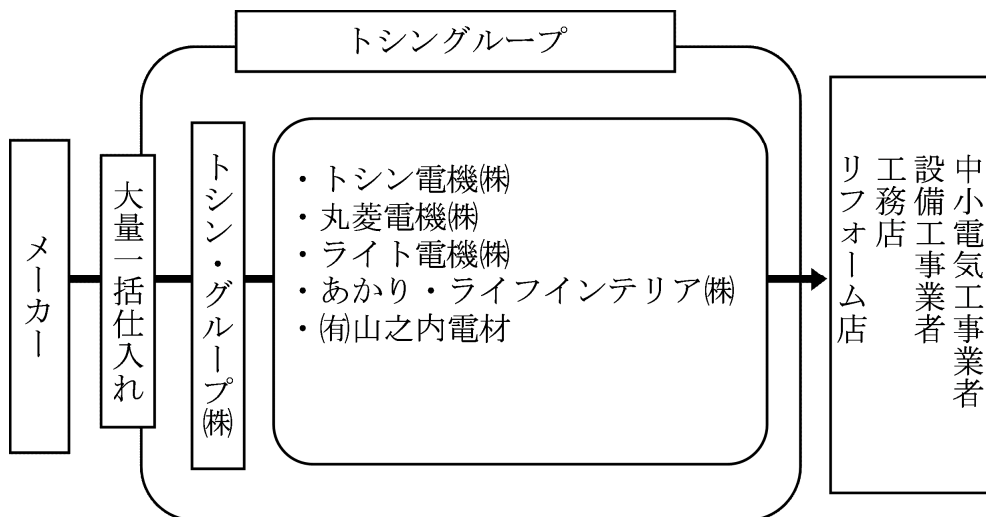 トシングループ
メーカー
大量一括仕入れ
トシン・グループ㈱
・トシン電機㈱
・丸菱電機㈱
・ライト電機㈱
・あかり・ライフインテリア㈱
・㈲山之内電材
中小電気工事業者
設備工事業者
工務店
リフォーム店